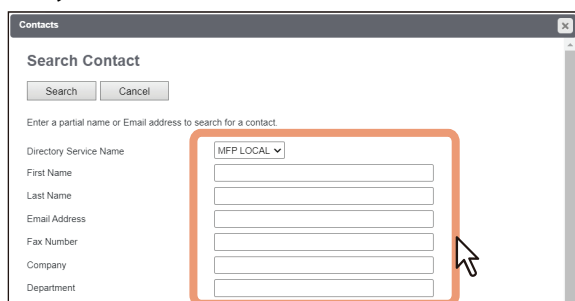 Contacts
Search Contact
Search Cancel
Enter a partial name or Email address to search for a contact.
Directory Service Name MFP LOCAL
First Name
Last Name
Email Address
Fax Number
Company
Department